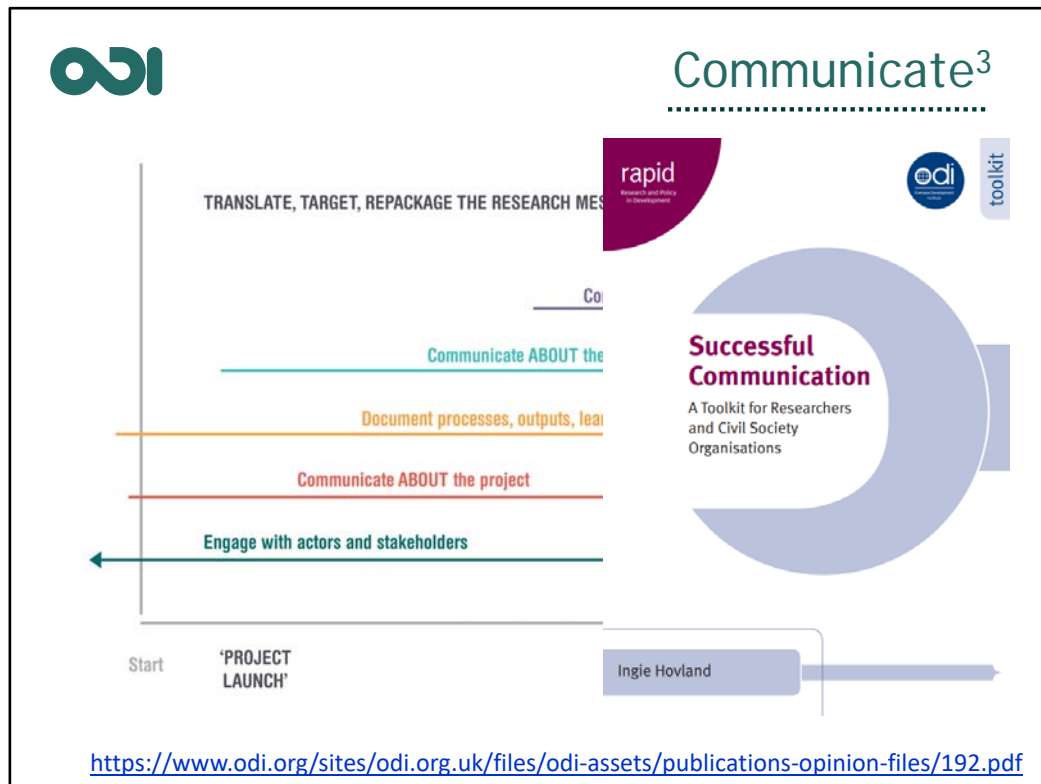 ODI
Communicate³
TRANSLATE, TARGET, REPACKAGE THE RESEARCH
Communicate ABOUT the
Document processes, outputs,
Communicate ABOUT the project
Engage with actors and stakeholders
Start
'PROJECT
LAUNCH'
rapid
Research and Policy
in Development
odi
Overseas Development
Institute
toolkit
Successful
Communication
A Toolkit for Researchers
and Civil Society
Organisations
Ingie Hovland
https://www.odi.org/sites/odi.org.uk/files/odi-assets/publications-opinion-files/192.pdf